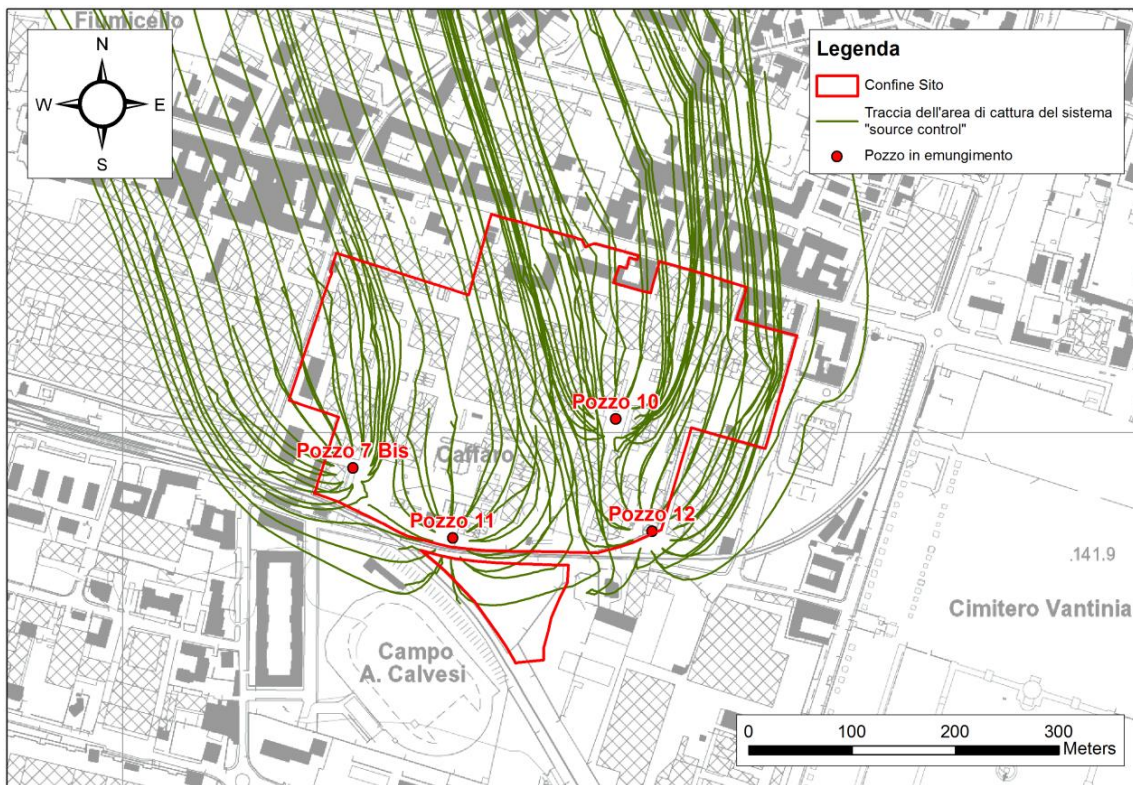 Fiumicello
N
W
E
S
Legenda
Confine Sito
Traccia dell'area di cattura del sistema
"source control"
Pozzo in emungimento
Pozzo 10
Pozzo 7 Bis
Caffaro
Pozzo 11
Pozzo 12
.141.9
Cimitero Vantinia
Campo
A. Calvesi
0 100 200 300
Meters